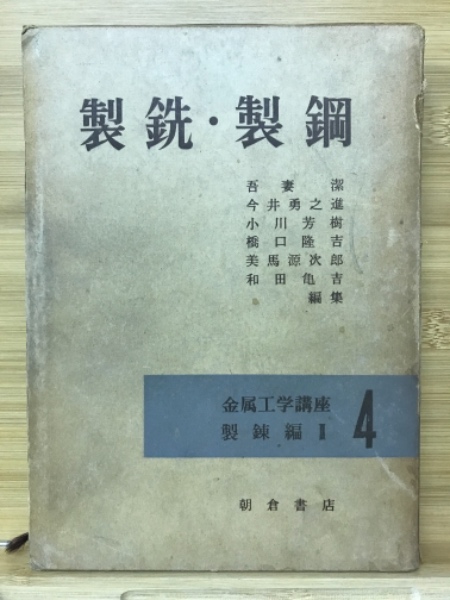 製銑・製鋼
吾妻潔
今井勇之進
小川芳樹
橋口隆吉
美馬源次郎
和田亀吉
編集
金属工学講座
製錬編 II 4
朝倉書店